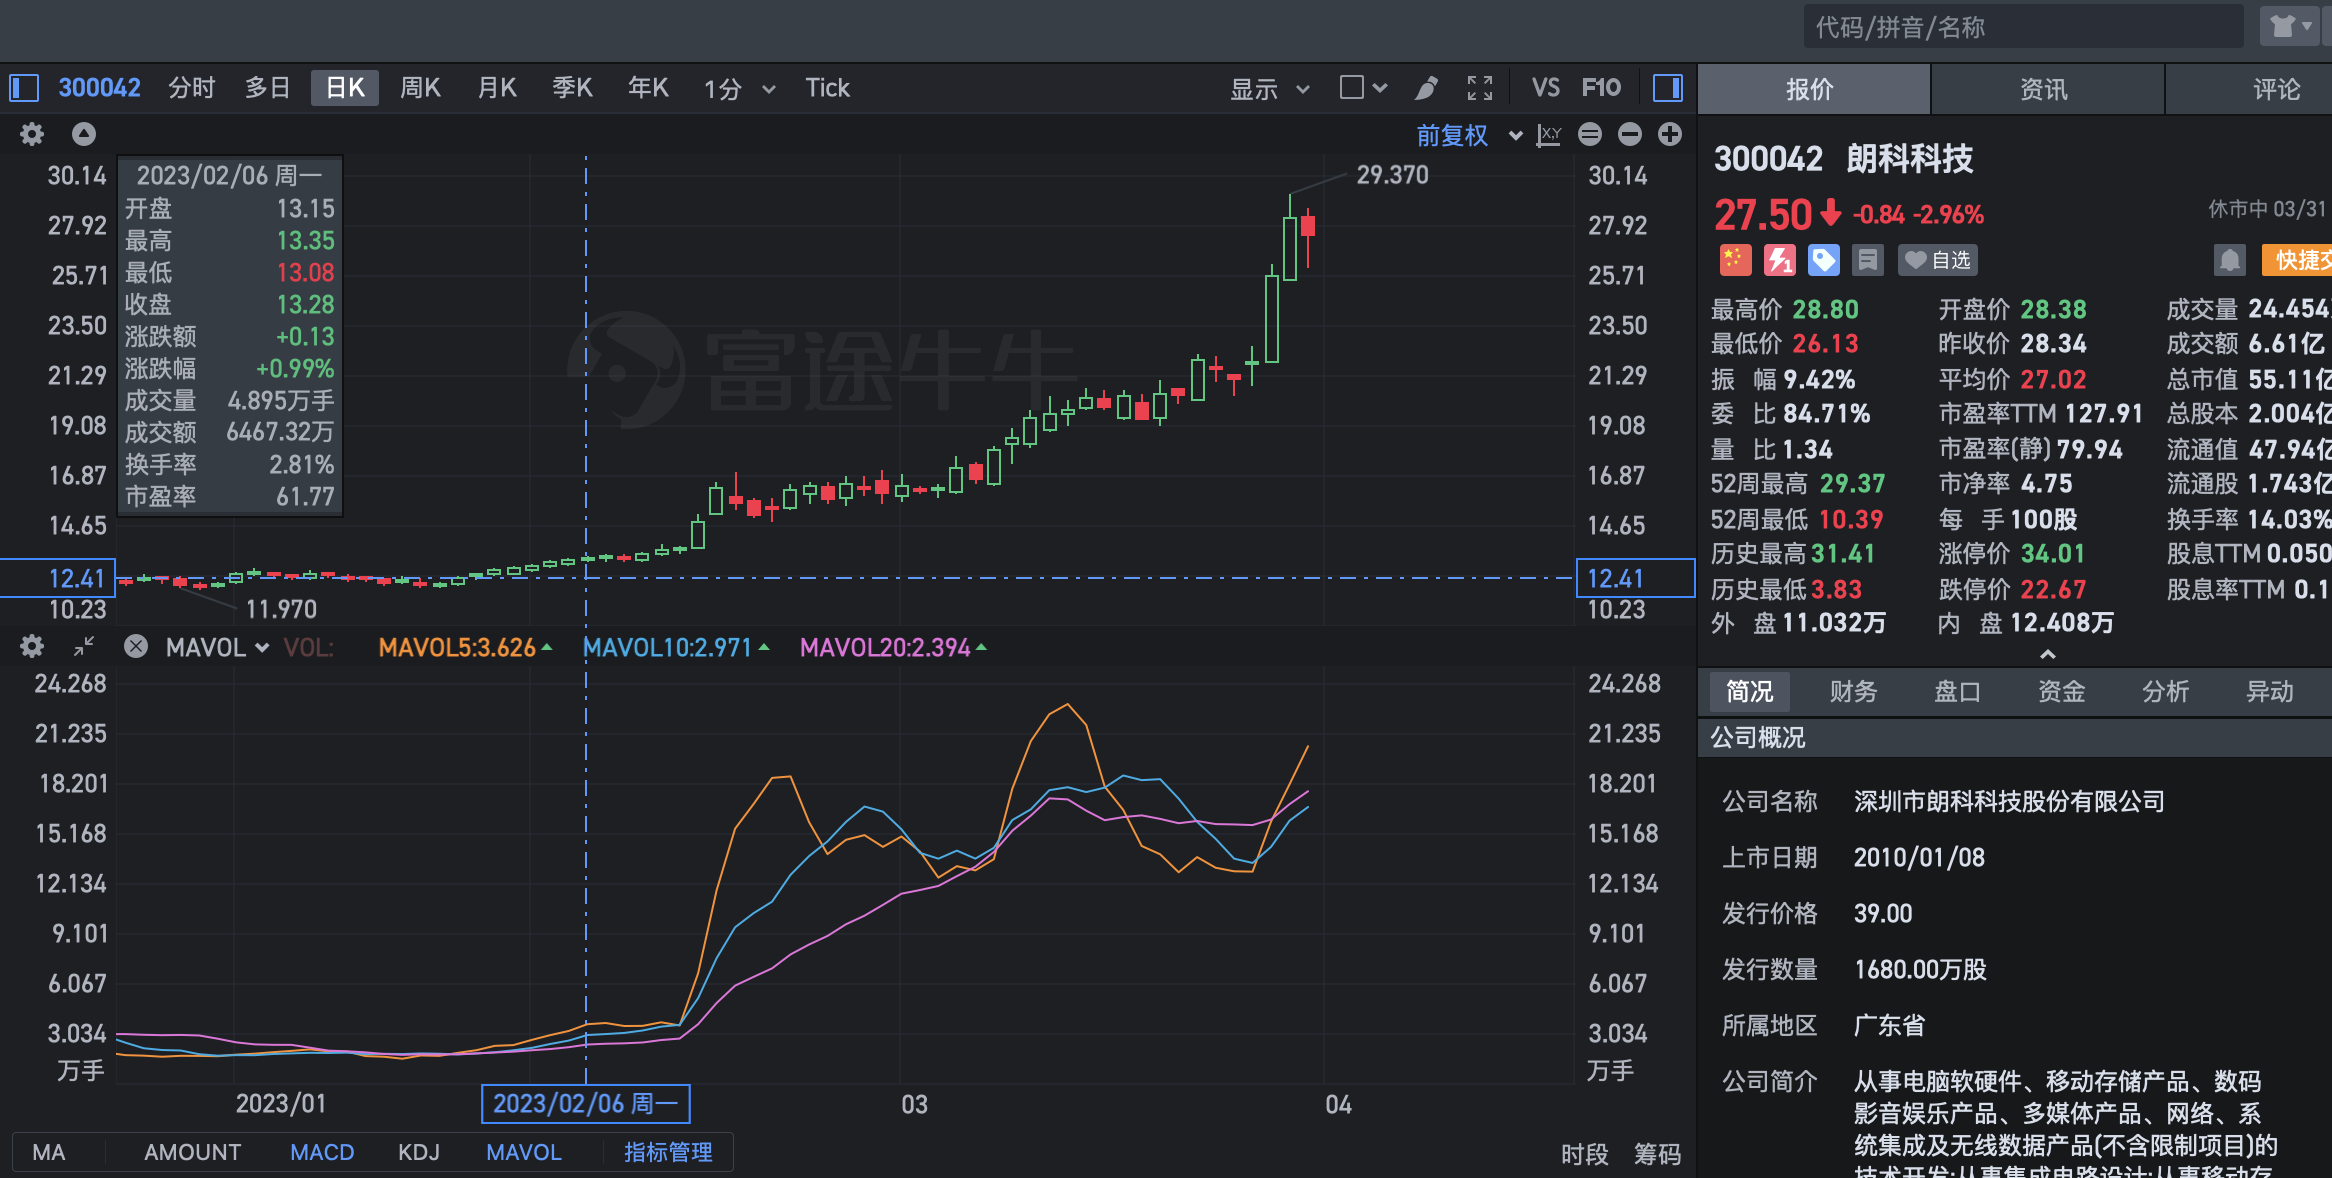 代码/拼音/名称
300042 分时 多日 日K 周K 月K 季K 年K 1分 Tick 显示 VS F10
报价 资讯 评论
前复权 X,Y
30.14
27.92
25.71
23.50
21.29
19.08
16.87
14.65
12.41
10.23
2023/02/06 周一
开盘 13.15
最高 13.35
最低 13.08
收盘 13.28
涨跌额 +0.13
涨跌幅 +0.99%
成交量 4.895万手
成交额 6467.32万
换手率 2.81%
市盈率 61.77
29.370
富途牛牛
11.970
30.14
27.92
25.71
23.50
21.29
19.08
16.87
14.65
12.41
10.23
MAVOL VOL: MAVOL5:3.626 MAVOL10:2.971 MAVOL20:2.394
24.268
21.235
18.201
15.168
12.134
9.101
6.067
3.034
万手
24.268
21.235
18.201
15.168
12.134
9.101
6.067
3.034
万手
2023/01 2023/02/06 周一 03 04
MA AMOUNT MACD KDJ MAVOL 指标管理 时段 筹码
300042 朗科科技
27.50 -0.84 -2.96% 休市中 03/31
1 自选 快捷交
最高价 28.80 开盘价 28.38 成交量 24.454
最低价 26.13 昨收价 28.34 成交额 6.61亿
振 幅 9.42% 平均价 27.02 总市值 55.11亿
委 比 84.71% 市盈率TTM 127.91 总股本 2.004亿
量 比 1.34 市盈率(静) 79.94 流通值 47.94亿
52周最高 29.37 市净率 4.75 流通股 1.743亿
52周最低 10.39 每 手 100股 换手率 14.03%
历史最高 31.41 涨停价 34.01 股息TTM 0.050
历史最低 3.83 跌停价 22.67 股息率TTM 0.1
外 盘 11.032万 内 盘 12.408万
简况 财务 盘口 资金 分析 异动
公司概况
公司名称 深圳市朗科科技股份有限公司
上市日期 2010/01/08
发行价格 39.00
发行数量 1680.00万股
所属地区 广东省
公司简介 从事电脑软硬件、移动存储产品、数码
影音娱乐产品、多媒体产品、网络、系
统集成及无线数据产品(不含限制项目)的
技术开发;从事集成电路设计;从事移动存